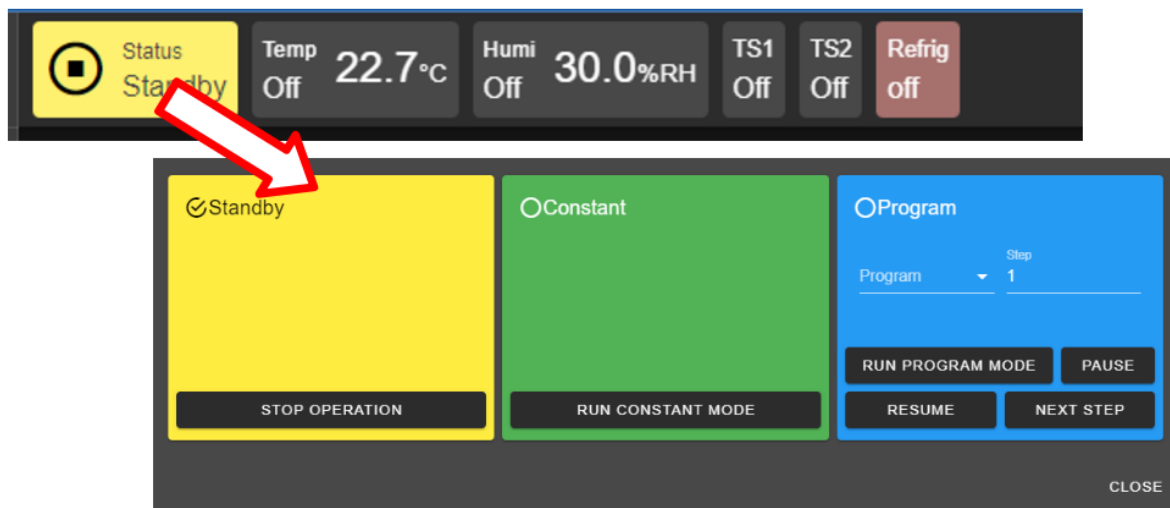 Status
Standby
Temp
Off
22.7°C
Humi
Off
30.0%RH
TS1
Off
TS2
Off
Refrig
off
Standby
STOP OPERATION
Constant
RUN CONSTANT MODE
Program
Program
Step
1
RUN PROGRAM MODE
PAUSE
RESUME
NEXT STEP
CLOSE